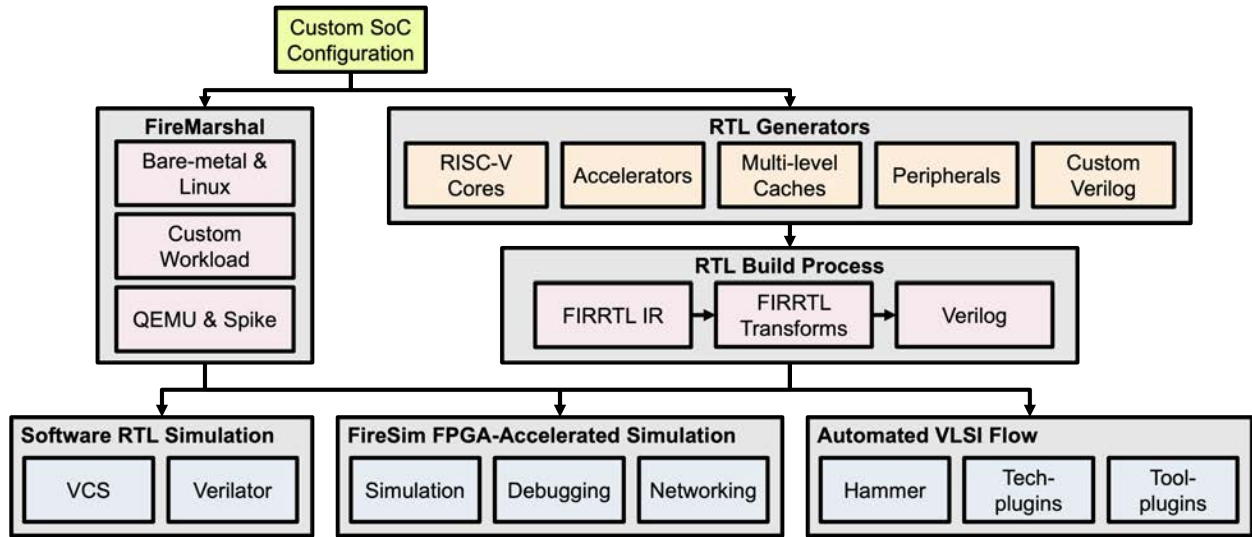 Custom SoC
Configuration
FireMarshal
Bare-metal &
Linux
Custom
Workload
QEMU & Spike
RTL Generators
RISC-V
Cores
Accelerators
Multi-level
Caches
Peripherals
Custom
Verilog
RTL Build Process
FIRRTL IR
FIRRTL
Transforms
Verilog
Software RTL Simulation
VCS
Verilator
FireSim FPGA-Accelerated Simulation
Simulation
Debugging
Networking
Automated VLSI Flow
Hammer
Tech-
plugins
Tool-
plugins